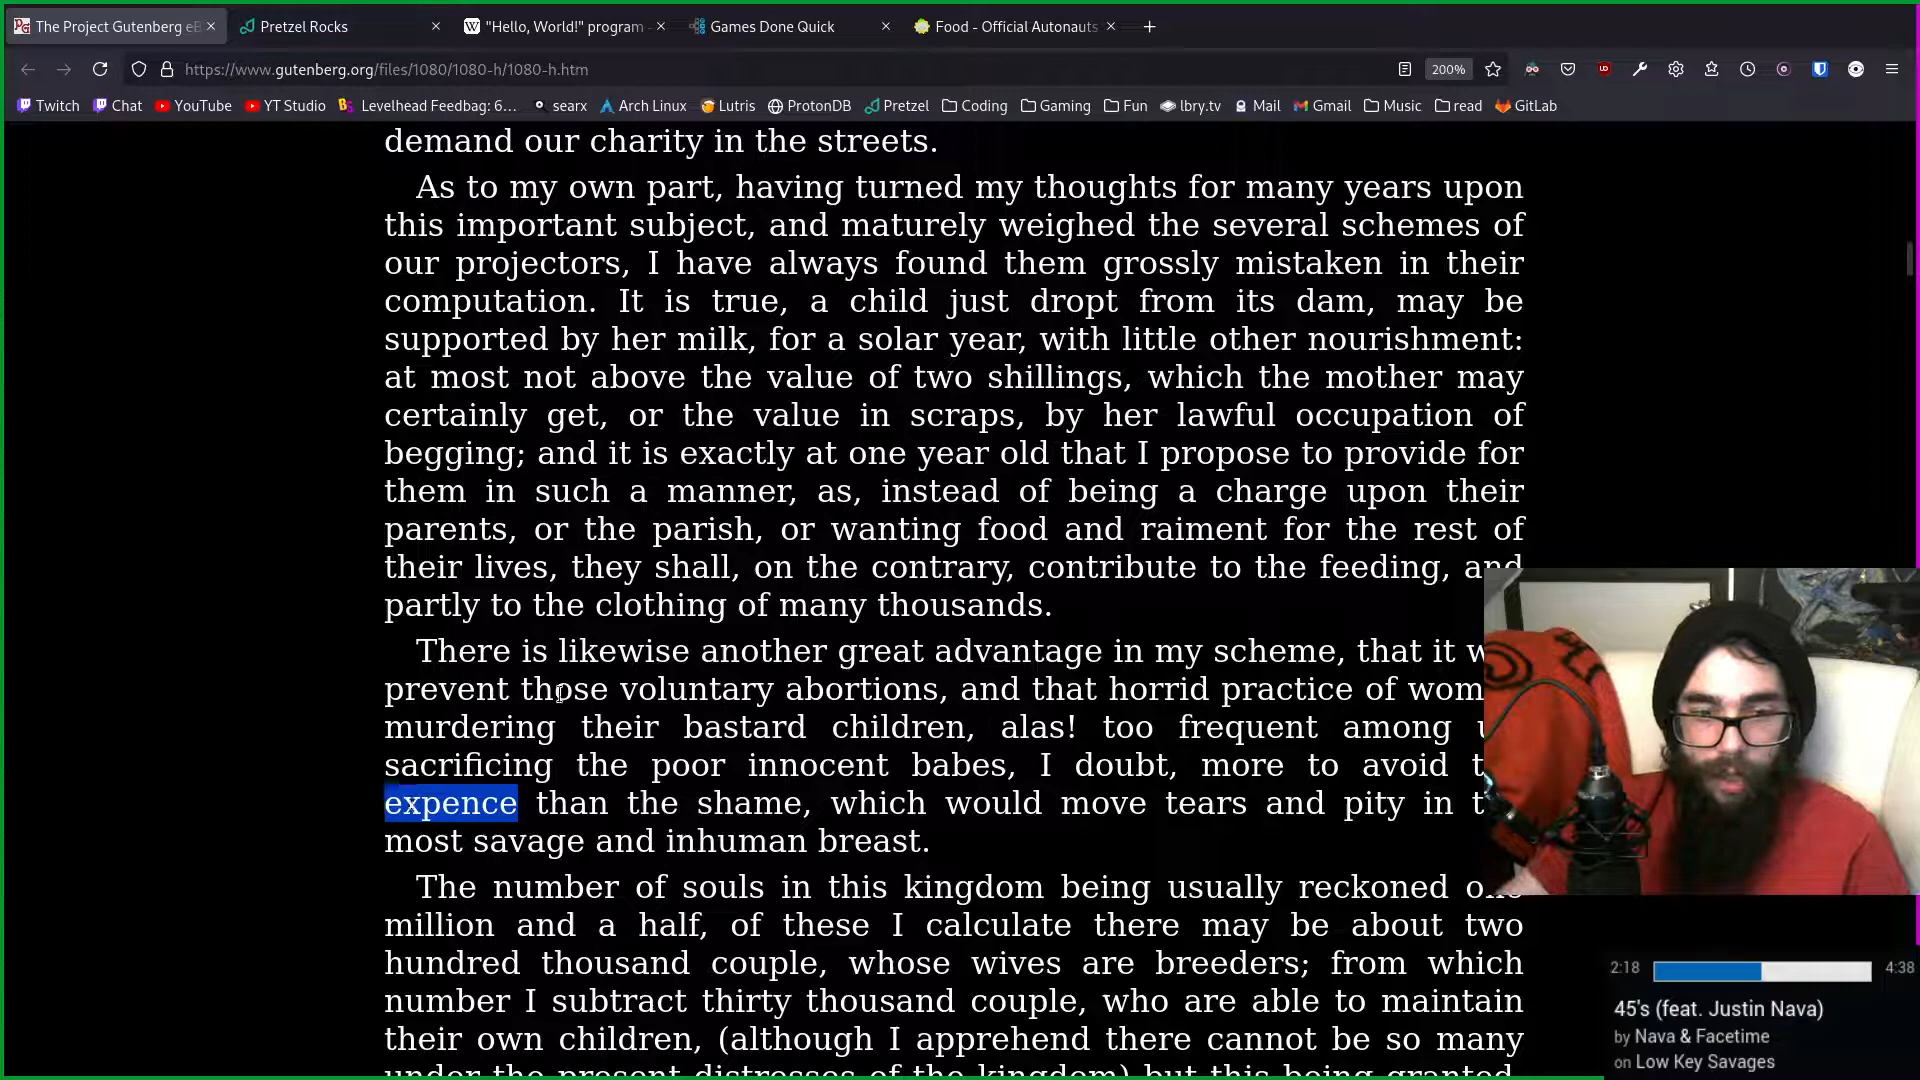 The Project Gutenberg eB
Pretzel Rocks
"Hello, World!" program -
Games Done Quick
Food - Official Autonauts
https://www.gutenberg.org/files/1080/1080-h/1080-h.htm
200%
Twitch
Chat
YouTube
YT Studio
Levelhead Feedbag: 6…
searx
Arch Linux
Lutris
ProtonDB
Pretzel
Coding
Gaming
Fun
lbry.tv
Mail
Gmail
Music
read
GitLab
demand our charity in the streets.
As to my own part, having turned my thoughts for many years upon
this important subject, and maturely weighed the several schemes of
our projectors, I have always found them grossly mistaken in their
computation. It is true, a child just dropt from its dam, may be
supported by her milk, for a solar year, with little other nourishment:
at most not above the value of two shillings, which the mother may
certainly get, or the value in scraps, by her lawful occupation of
begging; and it is exactly at one year old that I propose to provide for
them in such a manner, as, instead of being a charge upon their
parents, or the parish, or wanting food and raiment for the rest of
their lives, they shall, on the contrary, contribute to the feeding, and
partly to the clothing of many thousands.
There is likewise another great advantage in my scheme, that it w
prevent those voluntary abortions, and that horrid practice of wom
murdering their bastard children, alas! too frequent among u
sacrificing the poor innocent babes, I doubt, more to avoid t
expence than the shame, which would move tears and pity in t
most savage and inhuman breast.
The number of souls in this kingdom being usually reckoned one
million and a half, of these I calculate there may be about two
hundred thousand couple, whose wives are breeders; from which
number I subtract thirty thousand couple, who are able to maintain
their own children, (although I apprehend there cannot be so many
under the present distresses of the kingdom) but this being granted,
2:18
4:38
45's (feat. Justin Nava)
by Nava & Facetime
on Low Key Savages